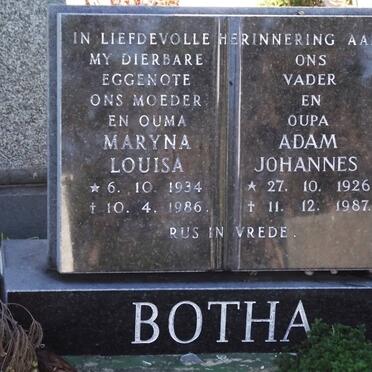 IN LIEFDEVOLLE HERINNERING AA
MY DIERBARE
EGGENOTE
ONS MOEDER
EN OUMA
MARYNA
LOUISA
* 6. 10. 1934
† 10. 4. 1986.
ONS
VADER
EN
OUPA
ADAM
JOHANNES
* 27. 10. 1926
† 11. 12. 1987.
RUS IN VREDE.
BOTHA